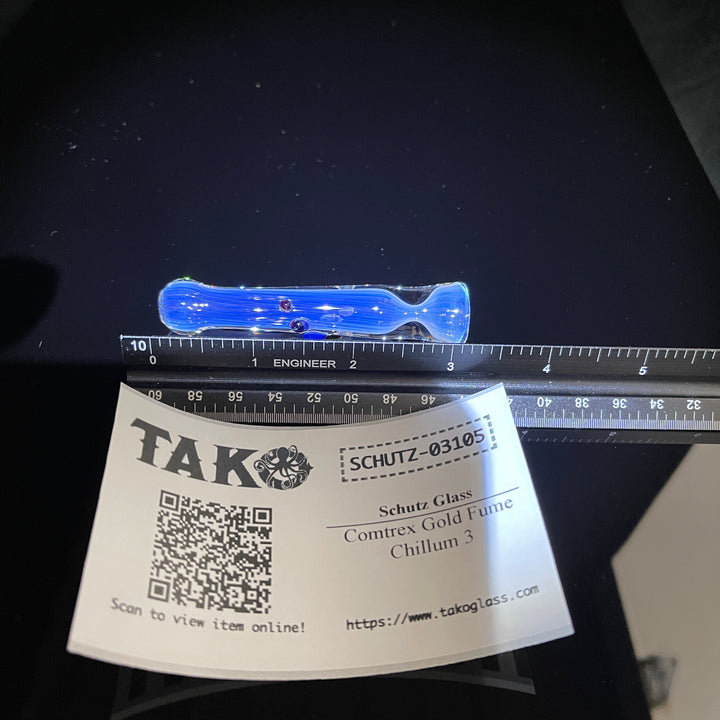 10
0 1 ENGINEER 2 3 4 5
60 58 56 54 52 50 48 46 44 42 40 38 36 34 32
TAKO
SCHUTZ-03105
Schutz Glass
Comtrex Gold Fume
Chillum 3
Scan to view item online!
https://www.takoglass.com